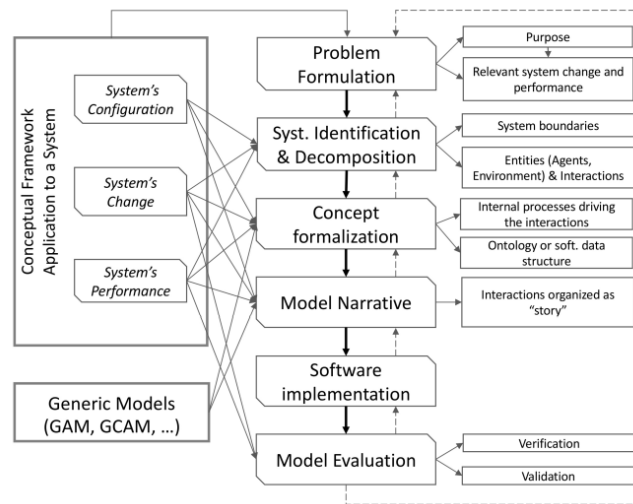 Conceptual Framework
Application to a System
System's
Configuration
System's
Change
System's
Performance
Generic Models
(GAM, GCAM, ...)
Problem
Formulation
Syst. Identification
& Decomposition
Concept
formalization
Model Narrative
Software
implementation
Model Evaluation
Purpose
Relevant system change and
performance
System boundaries
Entities (Agents,
Environment) & Interactions
Internal processes driving
the interactions
Ontology or soft. data
structure
Interactions organized as
“story”
Verification
Validation